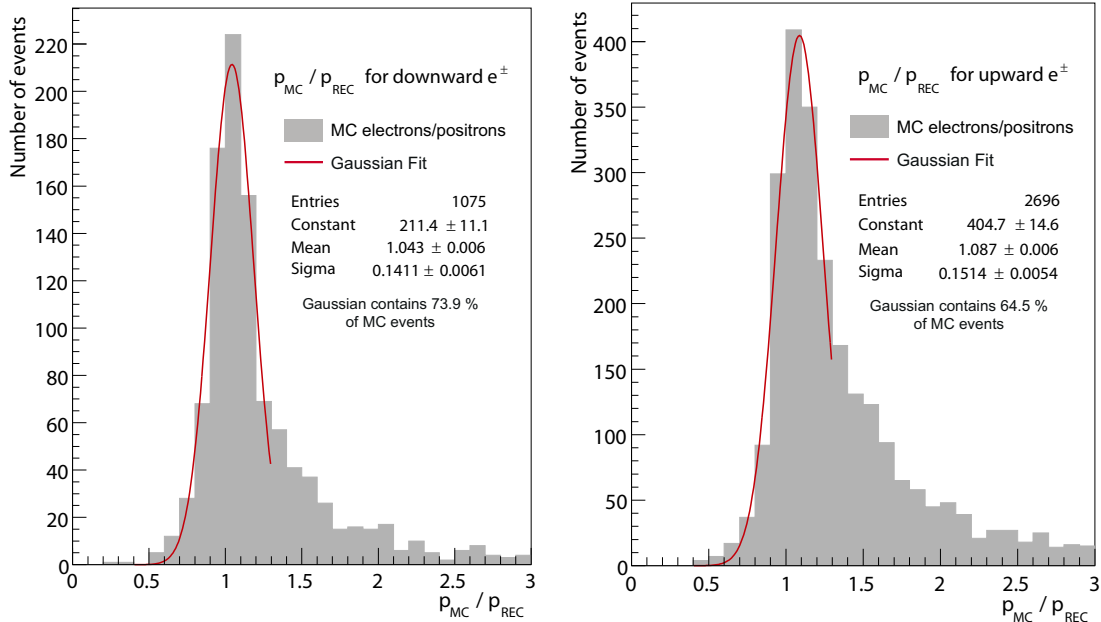 Number of events
220
200
180
160
140
120
100
80
60
40
20
0
p_MC / p_REC for downward e±
MC electrons/positrons
Gaussian Fit
Entries 1075
Constant 211.4 ± 11.1
Mean 1.043 ± 0.006
Sigma 0.1411 ± 0.0061
Gaussian contains 73.9 %
of MC events
0 0.5 1 1.5 2 2.5 3
p_MC / p_REC
Number of events
400
350
300
250
200
150
100
50
0
p_MC / p_REC for upward e±
MC electrons/positrons
Gaussian Fit
Entries 2696
Constant 404.7 ± 14.6
Mean 1.087 ± 0.006
Sigma 0.1514 ± 0.0054
Gaussian contains 64.5 %
of MC events
0 0.5 1 1.5 2 2.5 3
p_MC / p_REC